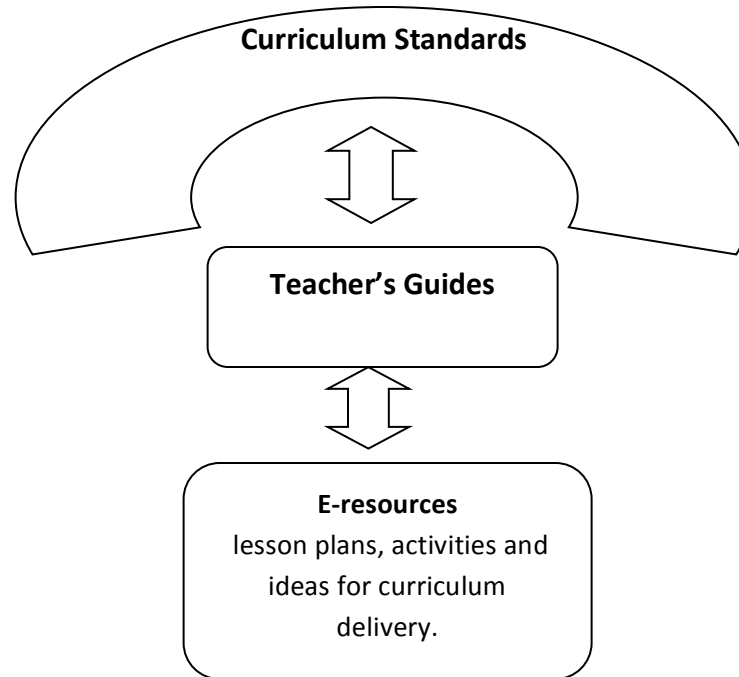 Curriculum Standards
Teacher’s Guides
E-resources
lesson plans, activities and
ideas for curriculum
delivery.